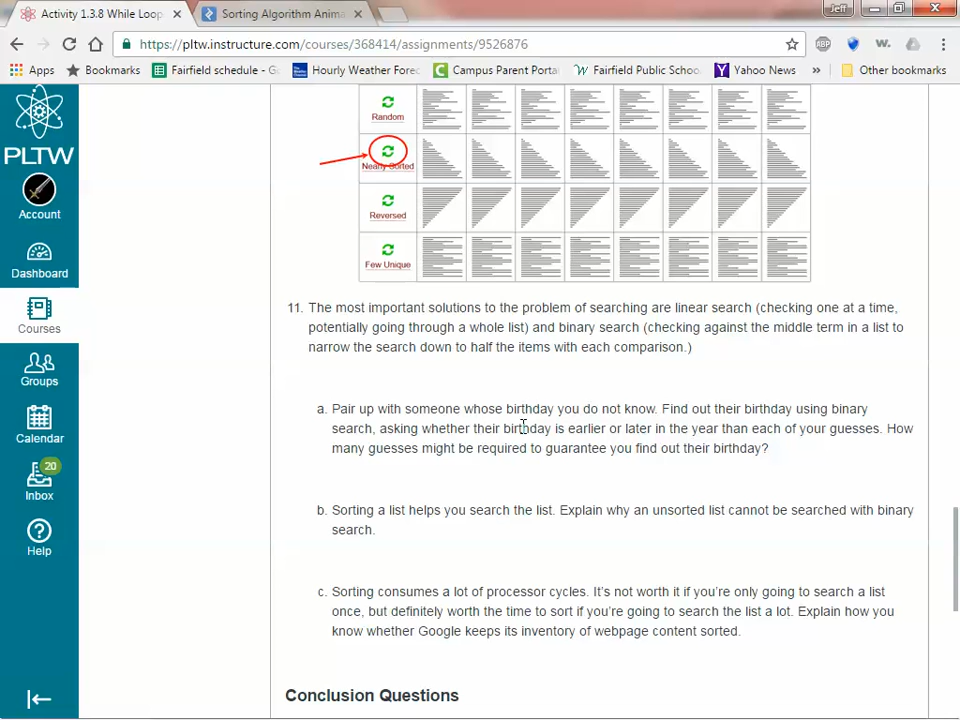 Activity 1.3.8 While Loop
Sorting Algorithm Anima
Jeff
https://pltw.instructure.com/courses/368414/assignments/9526876
ABP
W.
Apps
Bookmarks
Fairfield schedule - G
Hourly Weather Fore
Campus Parent Porta
Fairfield Public Schoo
Yahoo News
»
Other bookmarks
PLTW
Account
Dashboard
Courses
Groups
Calendar
20
Inbox
Help
Random
Nearly Sorted
Reversed
Few Unique
11. The most important solutions to the problem of searching are linear search (checking one at a time,
potentially going through a whole list) and binary search (checking against the middle term in a list to
narrow the search down to half the items with each comparison.)
a. Pair up with someone whose birthday you do not know. Find out their birthday using binary
search, asking whether their birthday is earlier or later in the year than each of your guesses. How
many guesses might be required to guarantee you find out their birthday?
b. Sorting a list helps you search the list. Explain why an unsorted list cannot be searched with binary
search.
c. Sorting consumes a lot of processor cycles. It's not worth it if you're only going to search a list
once, but definitely worth the time to sort if you're going to search the list a lot. Explain how you
know whether Google keeps its inventory of webpage content sorted.
Conclusion Questions